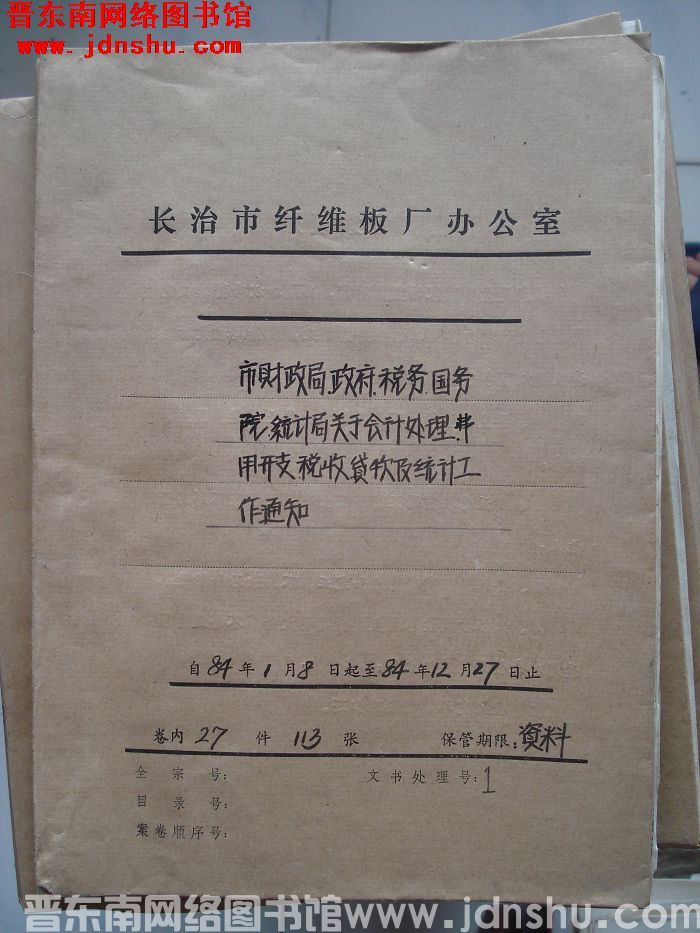 晋东南网络图书馆
www.jdnshu.com
长治市纤维板厂办公室
市财政局.政府.税务.国务
院.统计局关于会计处理.费
用开支税收贷款及统计工
作通知
自84年1月8日起至84年12月27日止
卷内27件113张 保管期限:资料
全宗号: 文书处理号:1
目录号:
案卷顺序号:
晋东南网络图书馆www.jdnshu.com